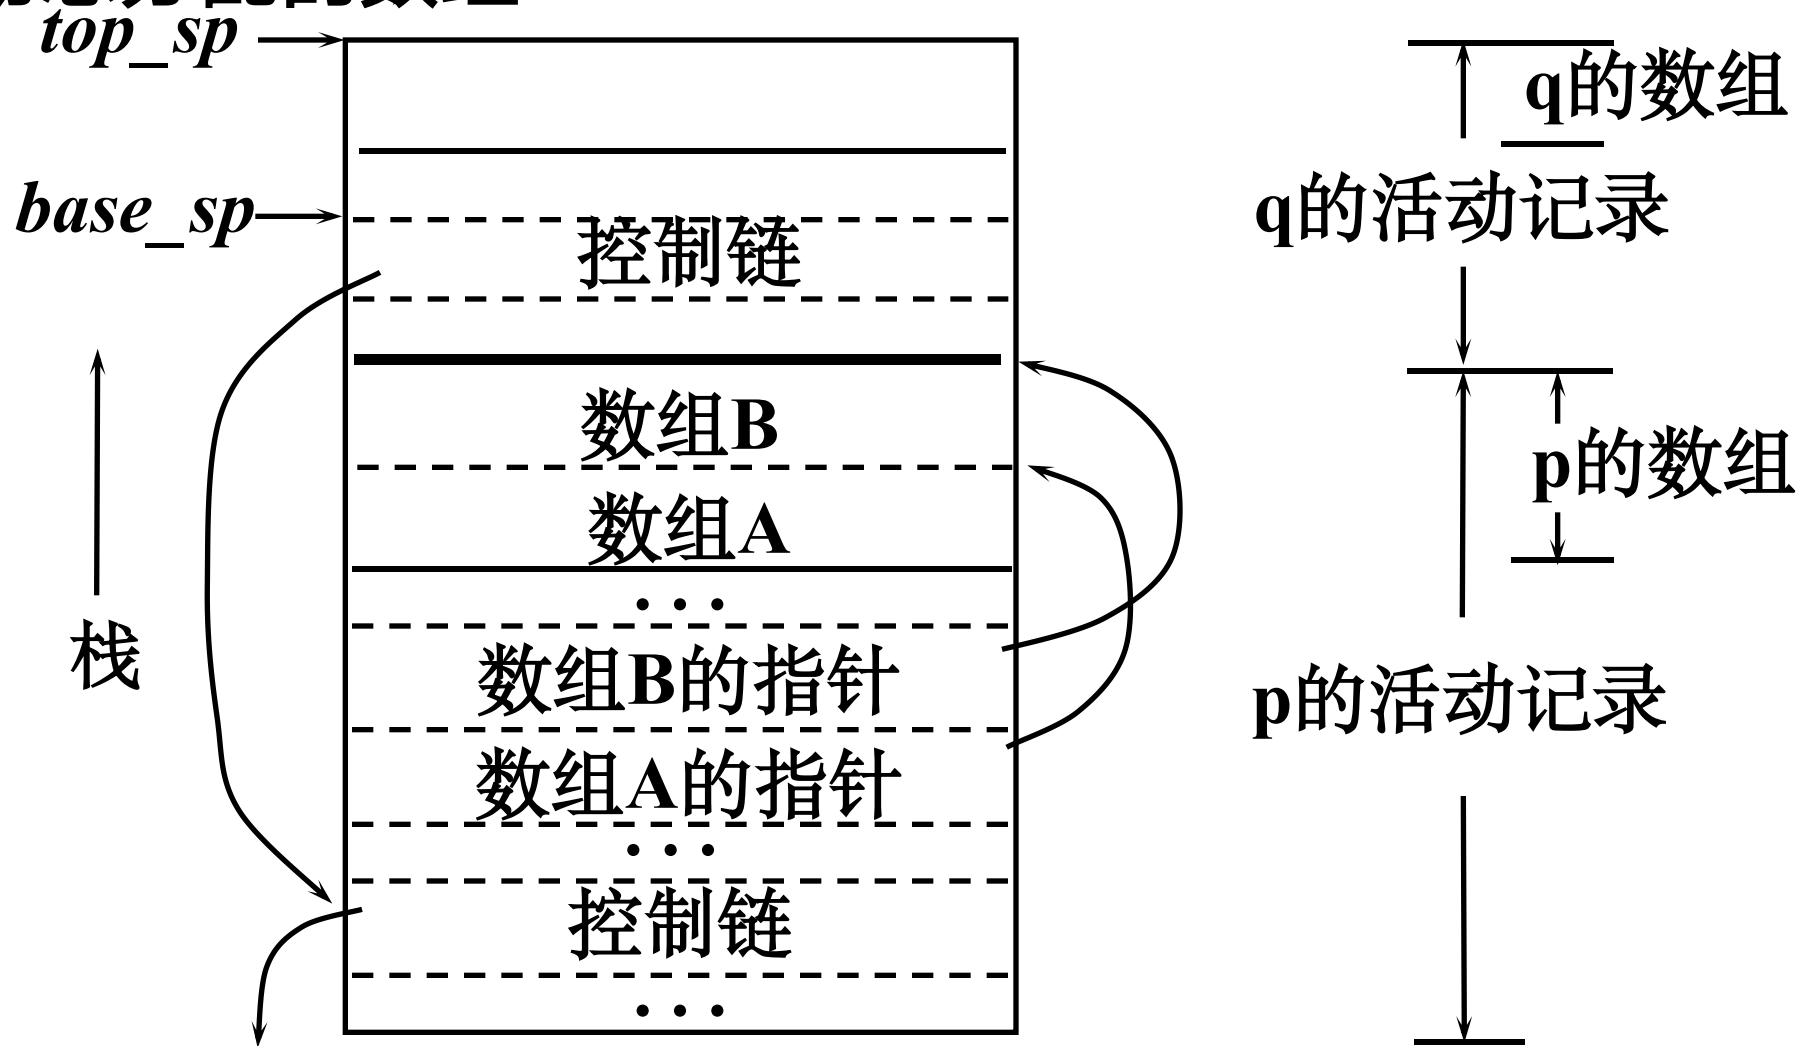 top_sp
q的数组
base_sp
控制链
q的活动记录
数组B
p的数组
数组A
• • •
栈
数组B的指针
p的活动记录
数组A的指针
• • •
控制链
• • •